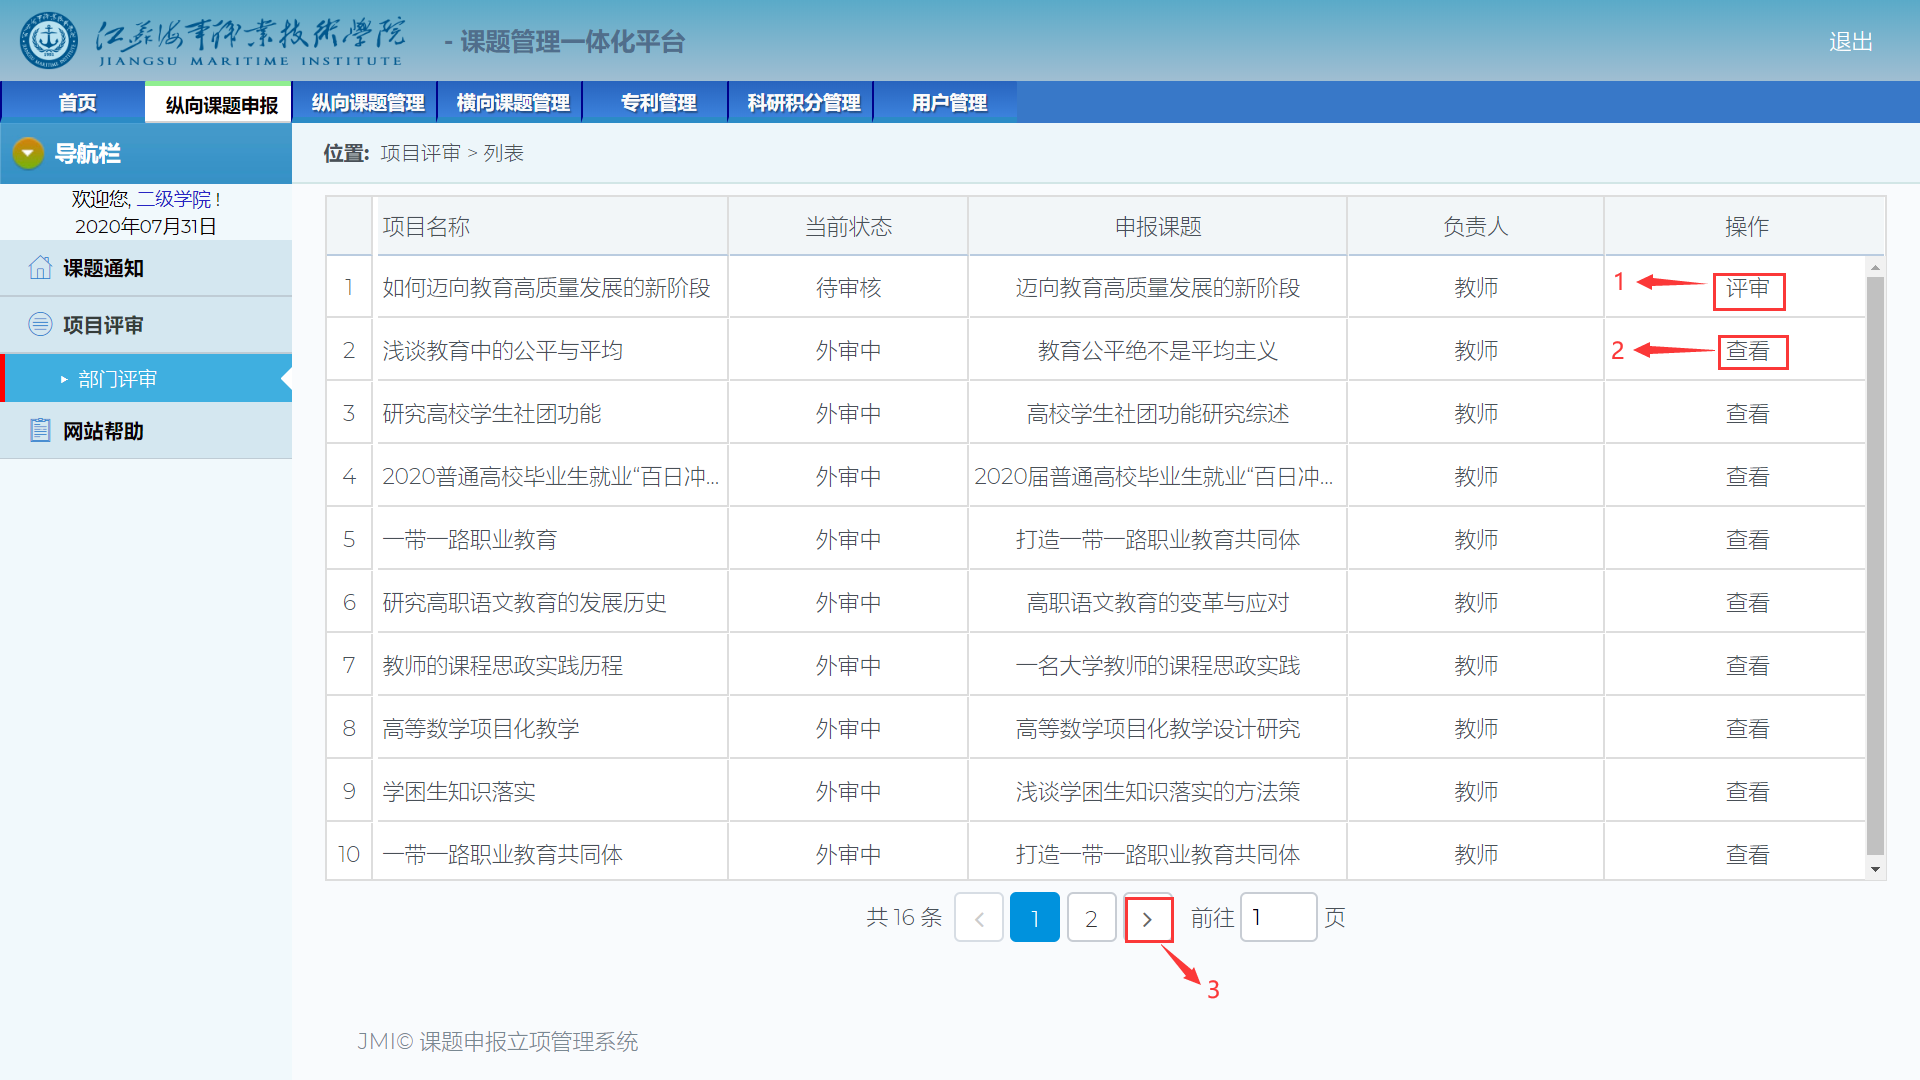 江苏海事职业技术學院
JIANGSU MARITIME INSTITUTE
- 课题管理一体化平台
退出
首页 纵向课题申报 纵向课题管理 横向课题管理 专利管理 科研积分管理 用户管理
导航栏
欢迎您, 二级学院 !
2020年07月31日
课题通知
项目评审
部门评审
网站帮助
位置: 项目评审 > 列表
项目名称 当前状态 申报课题 负责人 操作
1 如何迈向教育高质量发展的新阶段 待审核 迈向教育高质量发展的新阶段 教师 1 评审
2 浅谈教育中的公平与平均 外审中 教育公平绝不是平均主义 教师 2 查看
3 研究高校学生社团功能 外审中 高校学生社团功能研究综述 教师 查看
4 2020普通高校毕业生就业“百日冲... 外审中 2020届普通高校毕业生就业“百日冲... 教师 查看
5 一带一路职业教育 外审中 打造一带一路职业教育共同体 教师 查看
6 研究高职语文教育的发展历史 外审中 高职语文教育的变革与应对 教师 查看
7 教师的课程思政实践历程 外审中 一名大学教师的课程思政实践 教师 查看
8 高等数学项目化教学 外审中 高等数学项目化教学设计研究 教师 查看
9 学困生知识落实 外审中 浅谈学困生知识落实的方法策 教师 查看
10 一带一路职业教育共同体 外审中 打造一带一路职业教育共同体 教师 查看
共 16 条 < 1 2 > 前往 1 页
3
JMI© 课题申报立项管理系统